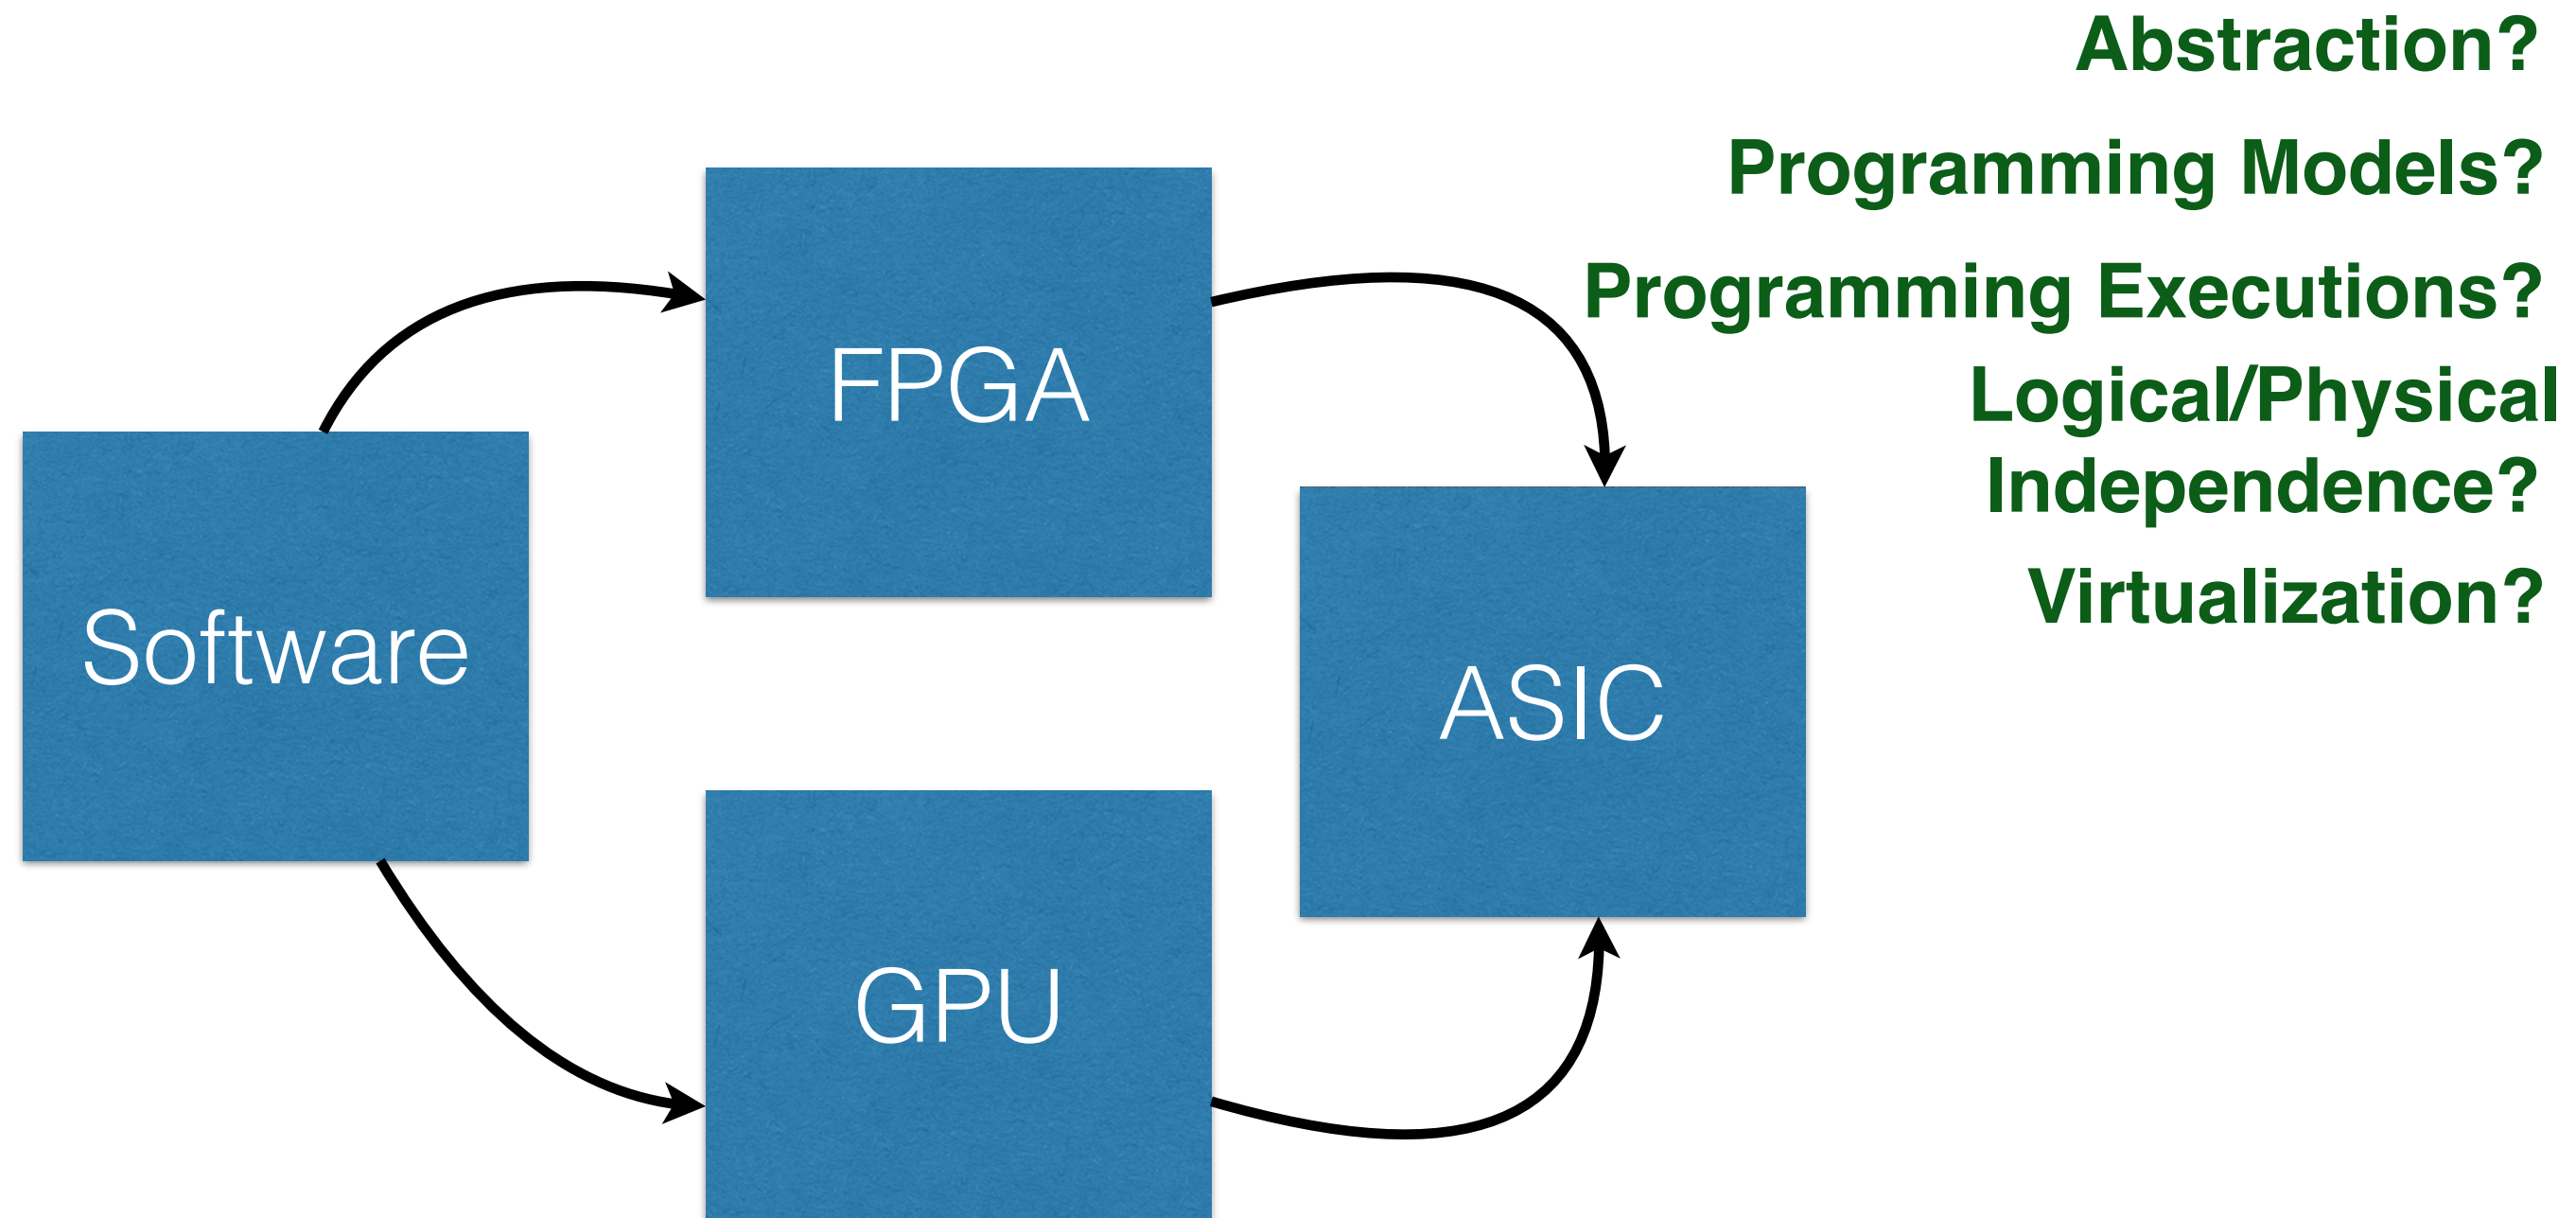 Abstraction?
Programming Models?
Programming Executions?
Logical/Physical
Independence?
Virtualization?
FPGA
Software
ASIC
GPU